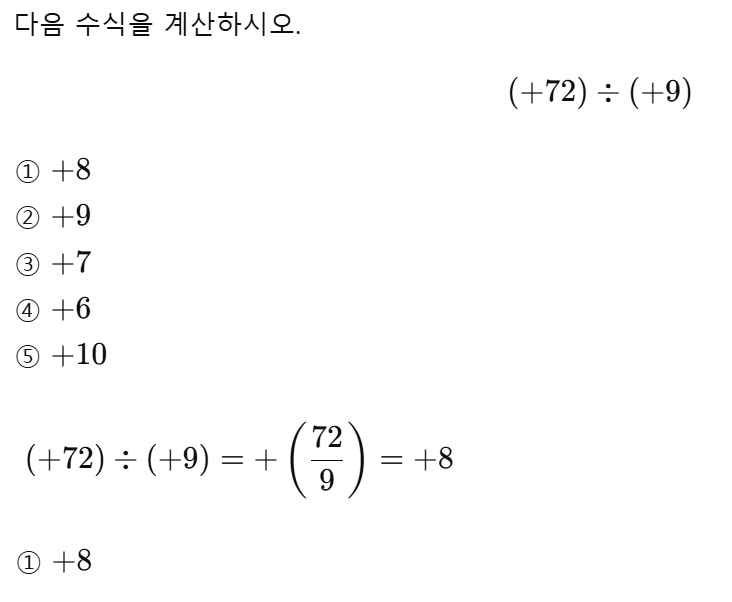 다음 수식을 계산하시오.
(+72) ÷ (+9)
① +8
② +9
③ +7
④ +6
⑤ +10
(+72) ÷ (+9) = + (72/9) = +8
① +8